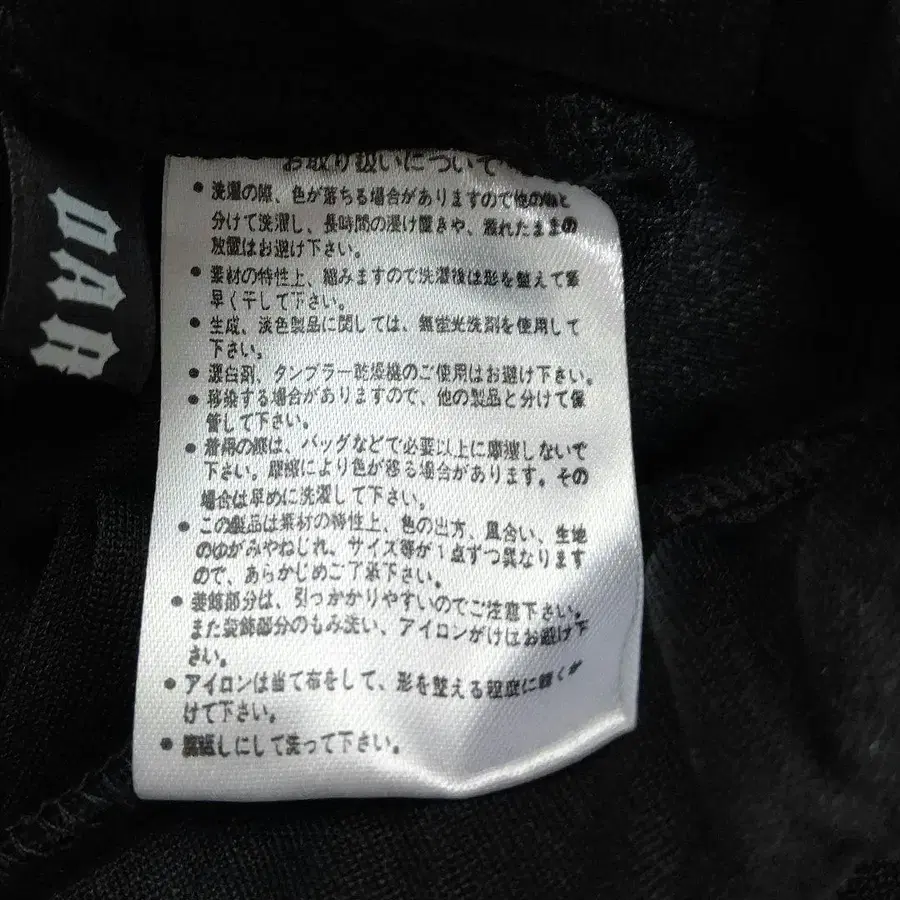 お取り扱いについて
● 洗濯の際、色が落ちる場合がありますので他の物と
分けて洗濯し、長時間の浸け置きや、濡れたままの
放置はお避け下さい。
● 素材の特性上、縮みますので洗濯後は形を整えて素
早く干して下さい。
● 生成、淡色製品に関しては、無蛍光洗剤を使用して
下さい。
● 漂白剤、タンブラー乾燥機のご使用はお避け下さい。
● 移染する場合がありますので、他の製品と分けて保
管して下さい。
● 着用の際は、バッグなどで必要以上に摩擦しないで
下さい。摩擦により色が移る場合があります。その
場合は早めに洗濯して下さい。
● この製品は素材の特性上、色の出方、風合い、生地
のゆがみやねじれ、サイズ等が1点ずつ異なります
ので、あらかじめご了承下さい。
● 装飾部分は、引っかかりやすいのでご注意下さい。
また装飾部分のもみ洗い、アイロンがけはお避け下
さい。
● アイロンは当て布をして、形を整える程度に軽くか
けて下さい。
● 裏返しにして洗って下さい。
DAR